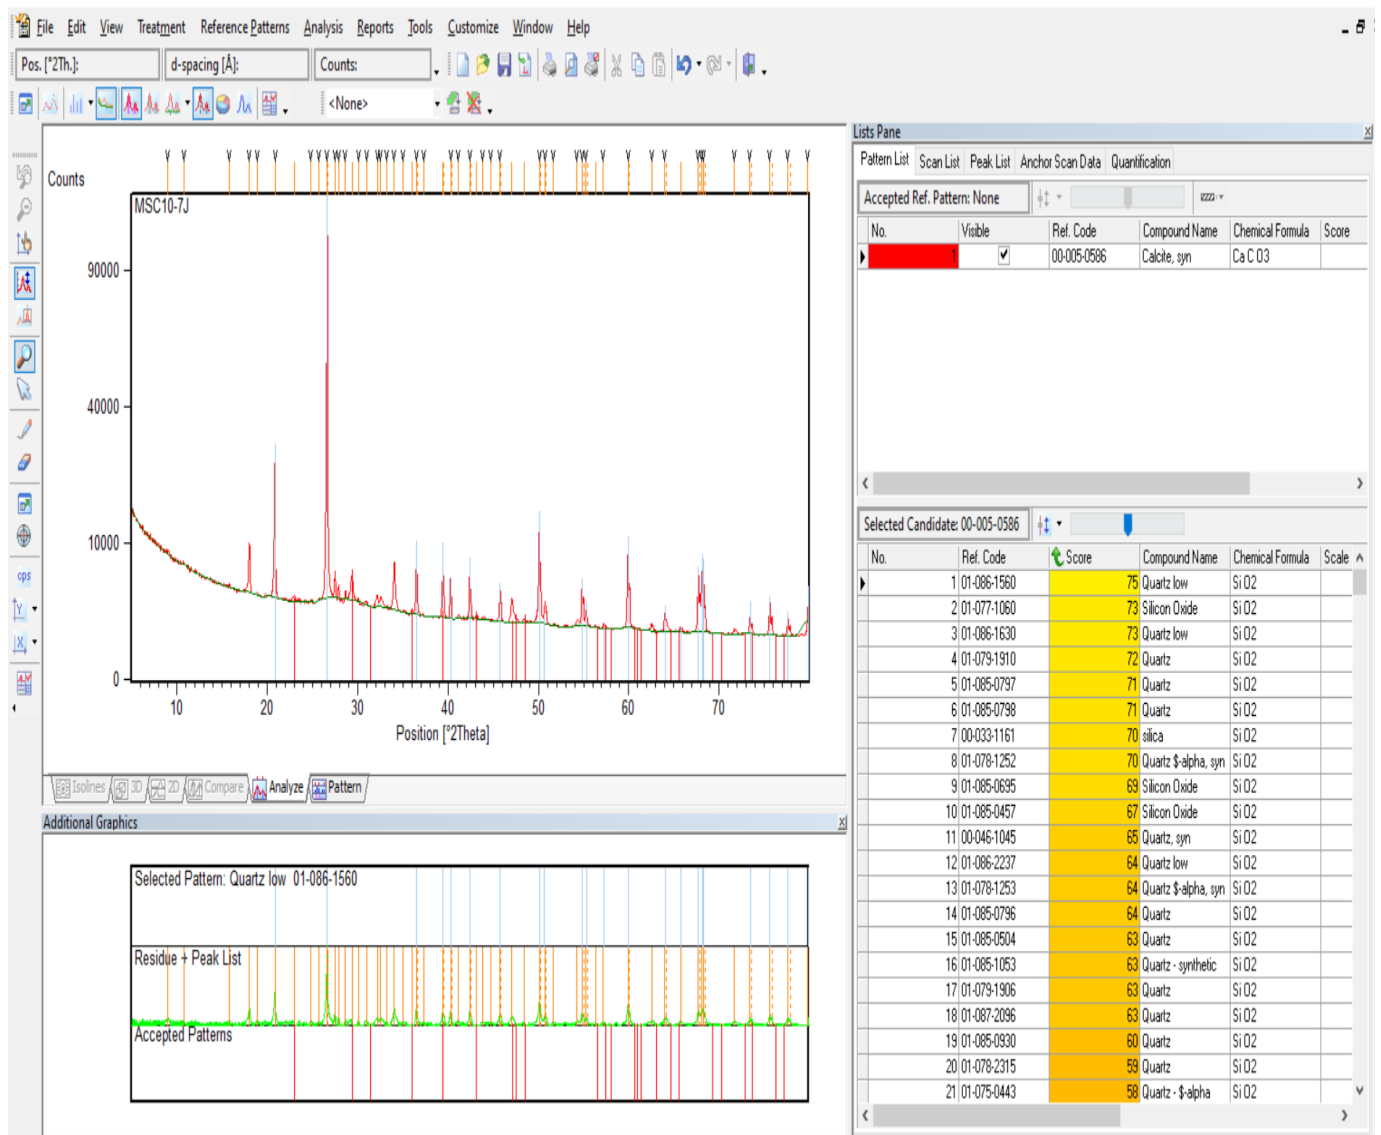 File Edit View Treatment Reference Patterns Analysis Reports Tools Customize Window Help
Pos. [°2Th.]: d-spacing [Å]: Counts:
<None>
Lists Pane
Pattern List Scan List Peak List Anchor Scan Data Quantification
Accepted Ref. Pattern: None
No. Visible Ref. Code Compound Name Chemical Formula Score
1 00-005-0586 Calcite, syn Ca C O3
Counts
MSC10-7J
90000
40000
10000
0
10 20 30 40 50 60 70
Position [°2Theta]
Isolines 3D 2D Compare Analyze Pattern
Additional Graphics
Selected Pattern: Quartz low 01-086-1560
Residue + Peak List
Accepted Patterns
Selected Candidate: 00-005-0586
No. Ref. Code Score Compound Name Chemical Formula Scale
1 01-086-1560 75 Quartz low Si O2
2 01-077-1060 73 Silicon Oxide Si O2
3 01-086-1630 73 Quartz low Si O2
4 01-079-1910 72 Quartz Si O2
5 01-085-0797 71 Quartz Si O2
6 01-085-0798 71 Quartz Si O2
7 00-033-1161 70 silica Si O2
8 01-078-1252 70 Quartz $-alpha, syn Si O2
9 01-085-0695 69 Silicon Oxide Si O2
10 01-085-0457 67 Silicon Oxide Si O2
11 00-046-1045 65 Quartz, syn Si O2
12 01-086-2237 64 Quartz low Si O2
13 01-078-1253 64 Quartz $-alpha, syn Si O2
14 01-085-0796 64 Quartz Si O2
15 01-085-0504 63 Quartz Si O2
16 01-085-1053 63 Quartz - synthetic Si O2
17 01-079-1906 63 Quartz Si O2
18 01-087-2096 63 Quartz Si O2
19 01-085-0930 60 Quartz Si O2
20 01-078-2315 59 Quartz Si O2
21 01-075-0443 58 Quartz - $-alpha Si O2
cps
Y
X